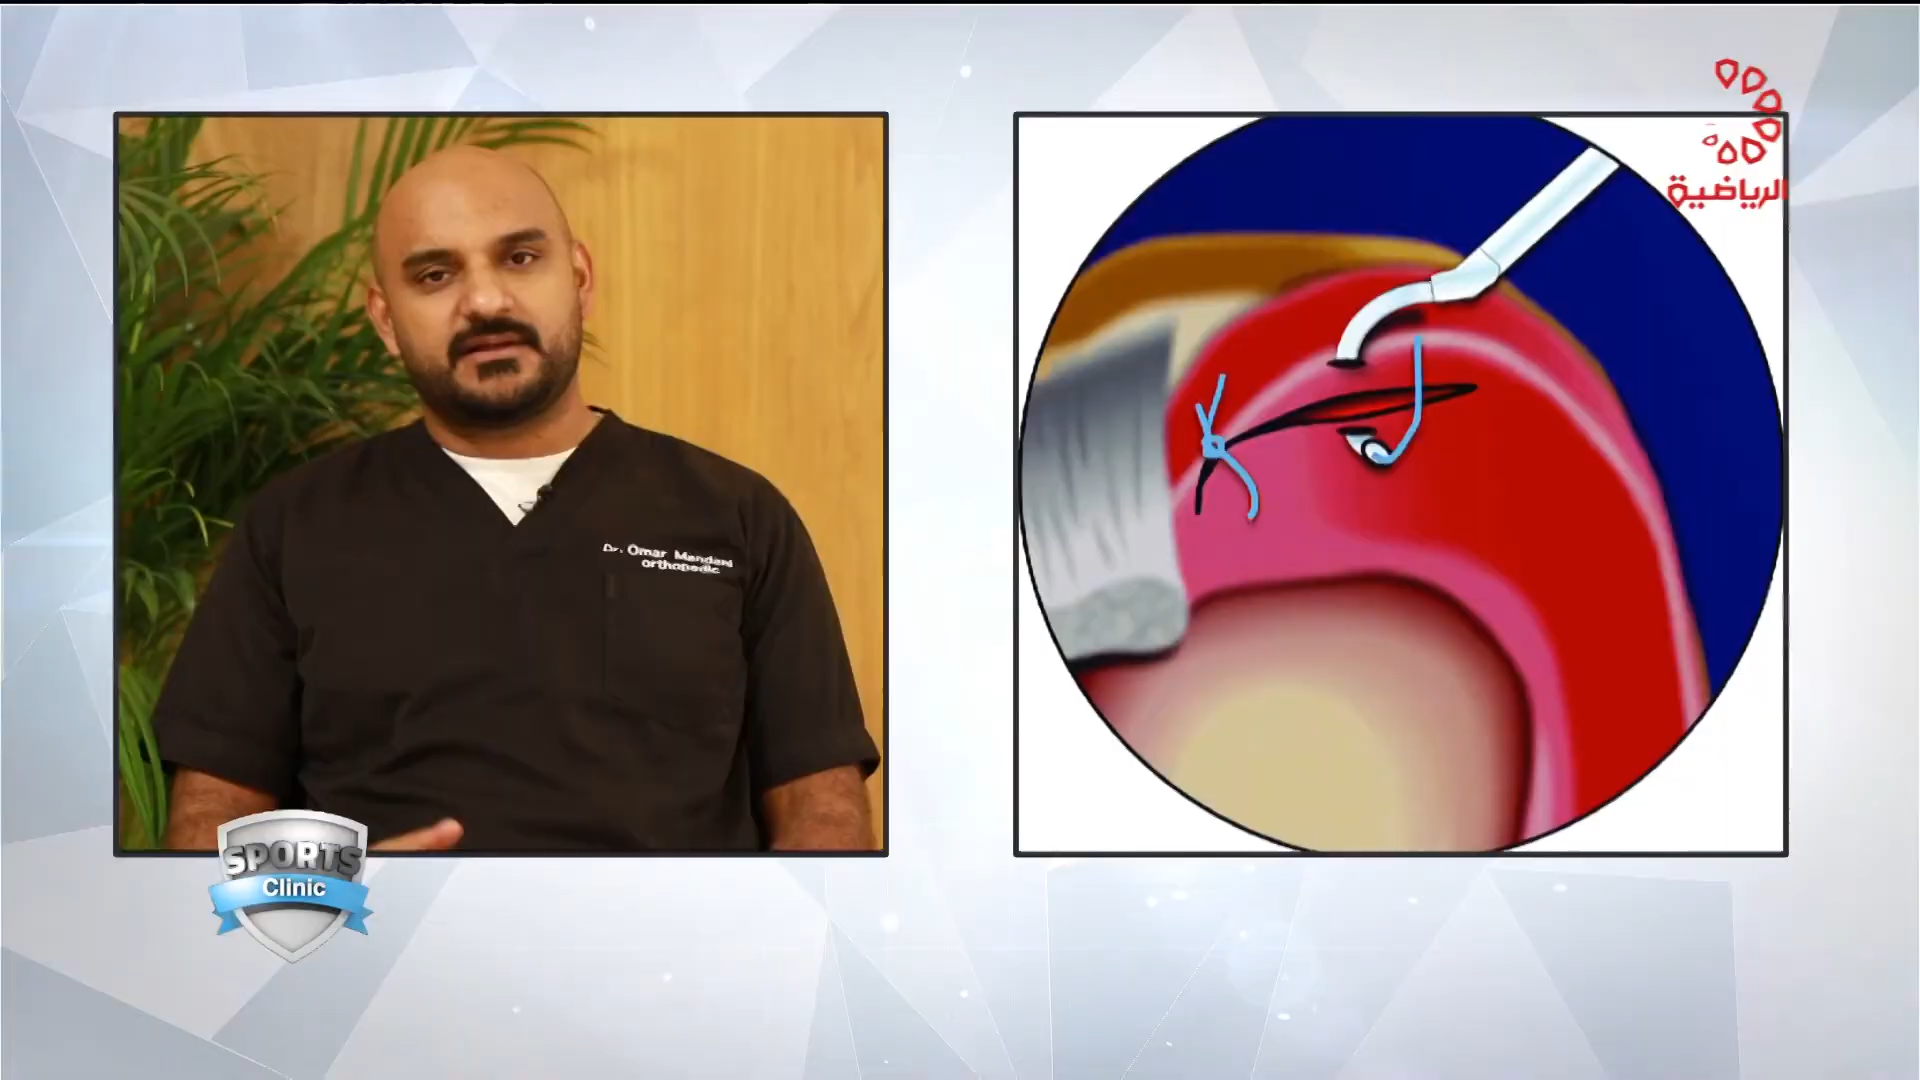 الرياضية
Dr. Omar Mandani
Orthopedic
SPORTS
Clinic